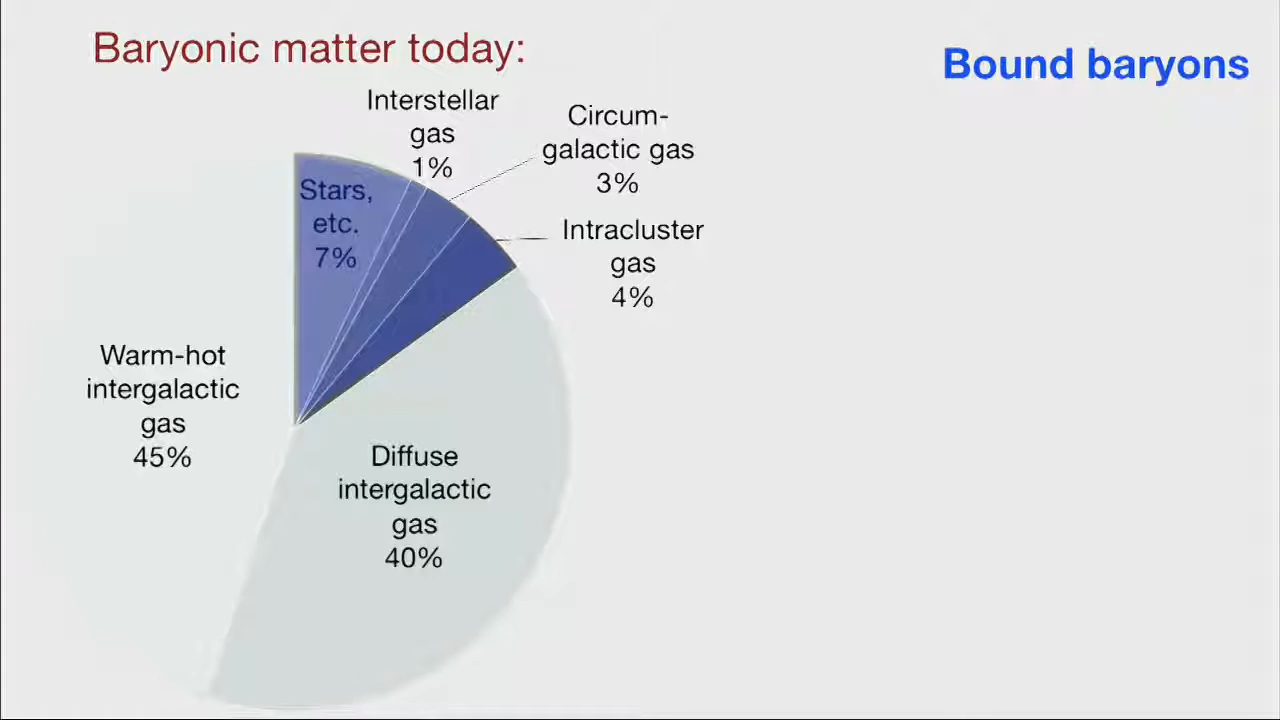 Baryonic matter today:
Bound baryons
Interstellar
gas
1%
Circum-
galactic gas
3%
Stars,
etc.
7%
Intracluster
gas
4%
Warm-hot
intergalactic
gas
45%
Diffuse
intergalactic
gas
40%